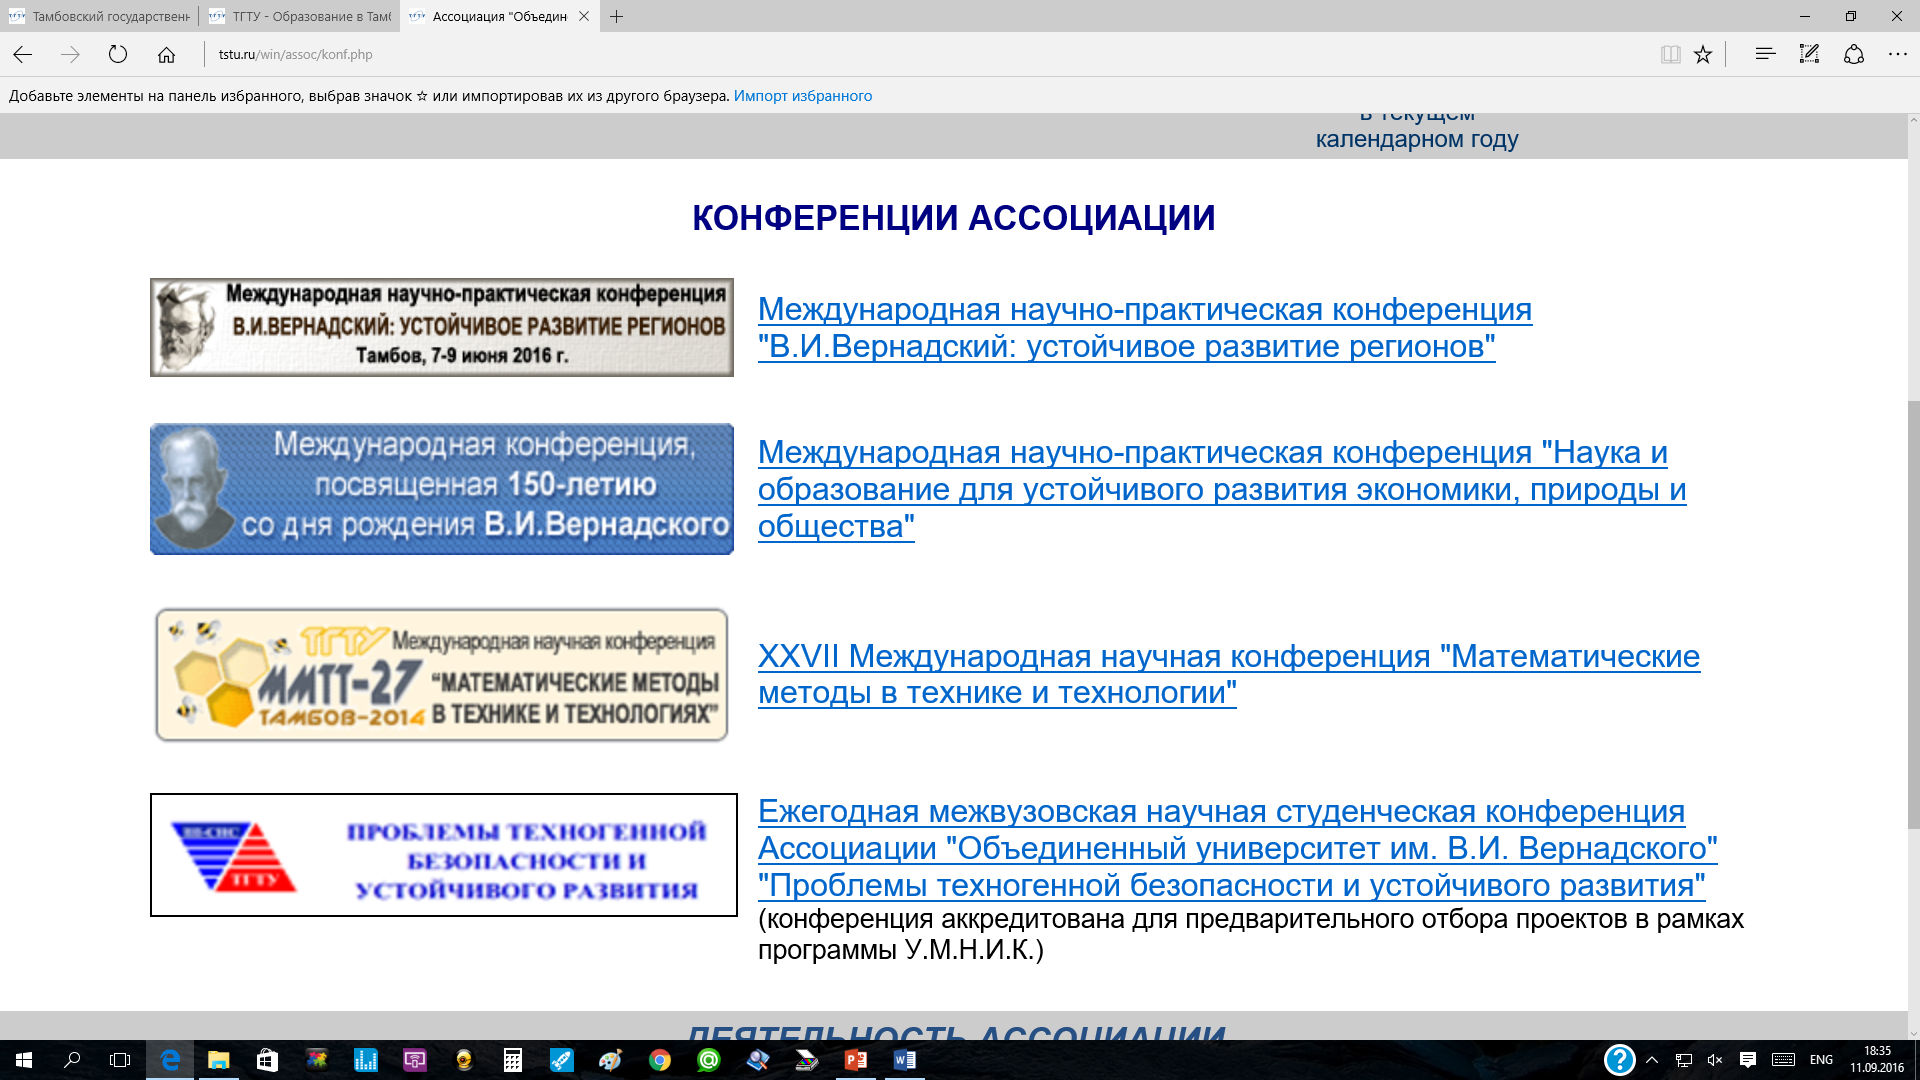 Тамбовский государственн
ТГТУ - Образование в Тамб
Ассоциация "Объедин
tstu.ru/win/assoc/konf.php
Добавьте элементы на панель избранного, выбрав значок ☆ или импортировав их из другого браузера. Импорт избранного
в текущем
календарном году
КОНФЕРЕНЦИИ АССОЦИАЦИИ
Международная научно-практическая конференция
В.И.ВЕРНАДСКИЙ: УСТОЙЧИВОЕ РАЗВИТИЕ РЕГИОНОВ
Тамбов, 7-9 июня 2016 г.
Международная научно-практическая конференция
"В.И.Вернадский: устойчивое развитие регионов"
Международная конференция,
посвященная 150-летию
со дня рождения В.И.Вернадского
Международная научно-практическая конференция "Наука и
образование для устойчивого развития экономики, природы и
общества"
ТГТУ Международная научная конференция
ММТТ-27 "МАТЕМАТИЧЕСКИЕ МЕТОДЫ
ТАМБОВ-2014 В ТЕХНИКЕ И ТЕХНОЛОГИЯХ"
XXVII Международная научная конференция "Математические
методы в технике и технологии"
ТГТУ
ПРОБЛЕМЫ ТЕХНОГЕННОЙ
БЕЗОПАСНОСТИ И
УСТОЙЧИВОГО РАЗВИТИЯ
Ежегодная межвузовская научная студенческая конференция
Ассоциации "Объединенный университет им. В.И. Вернадского"
"Проблемы техногенной безопасности и устойчивого развития"
(конференция аккредитована для предварительного отбора проектов в рамках
программы У.М.Н.И.К.)
ДЕЯТЕЛЬНОСТЬ АССОЦИАЦИИ
ENG
18:35
11.09.2016